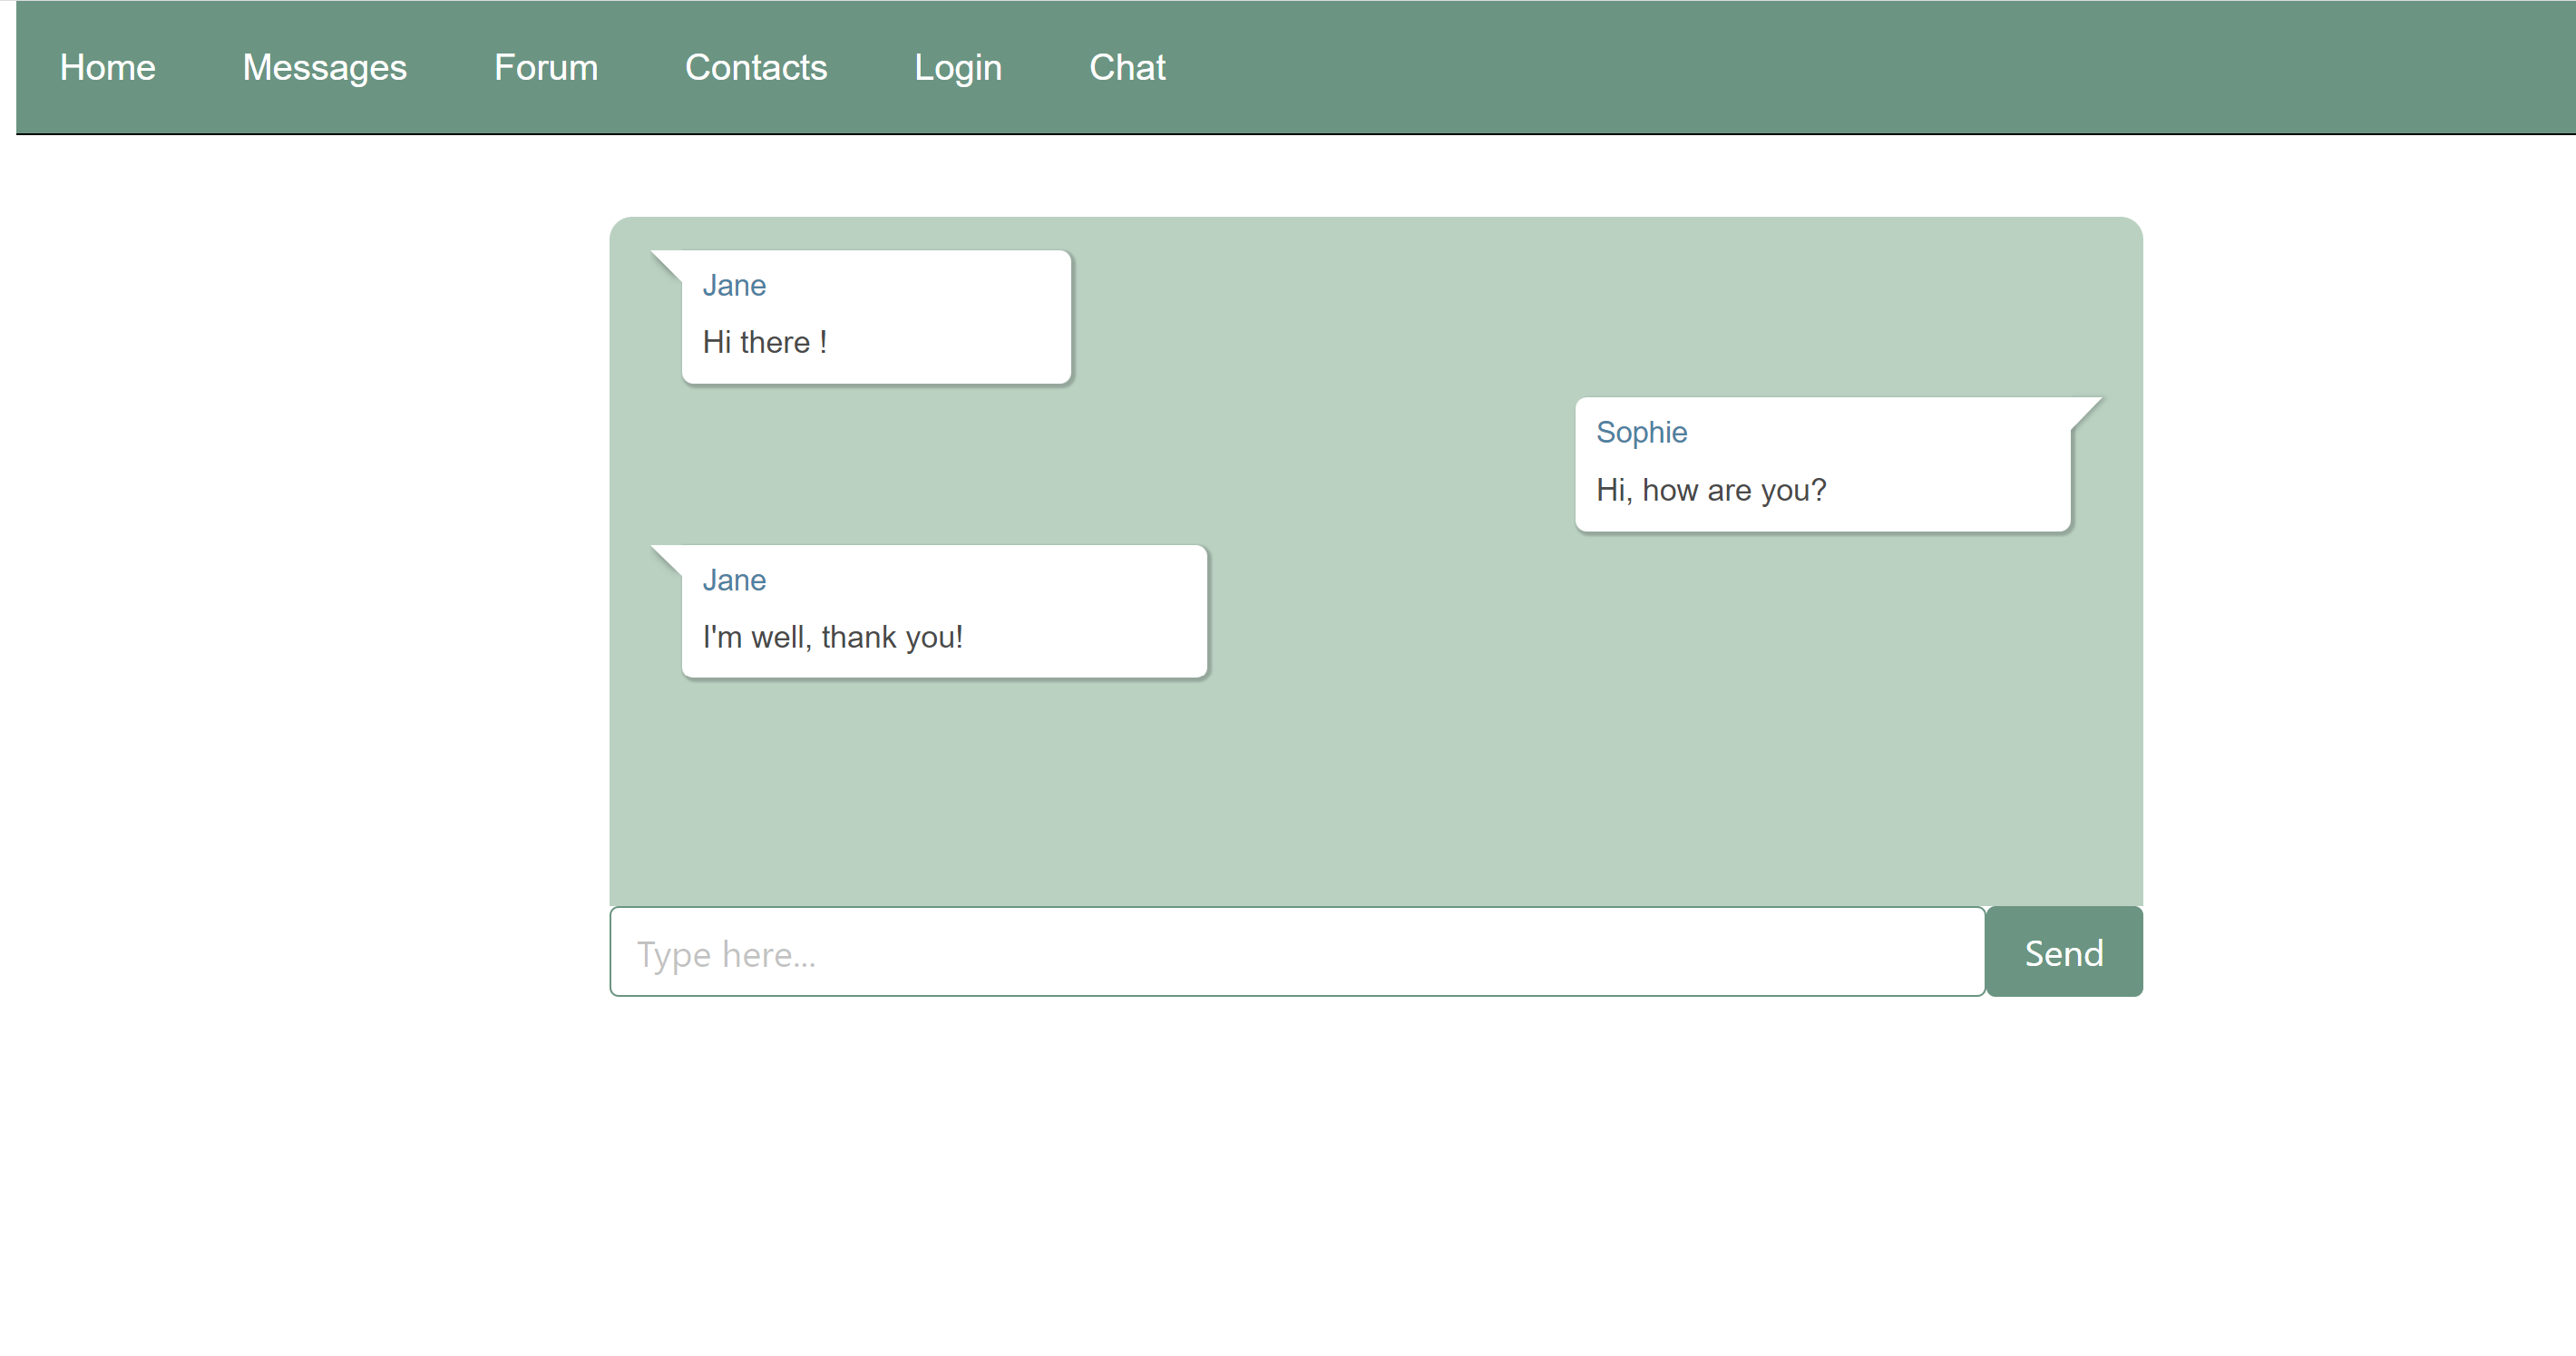 Home Messages Forum Contacts Login Chat
Jane
Hi there !
Sophie
Hi, how are you?
Jane
I'm well, thank you!
Type here...
Send